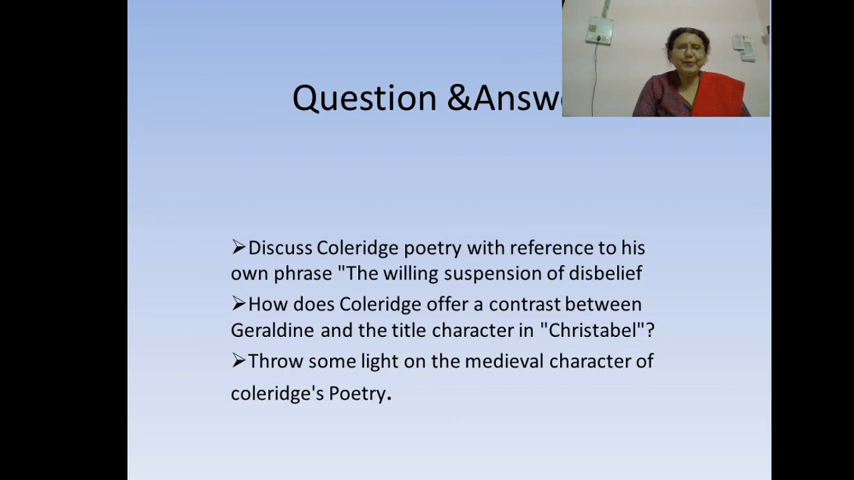 Question &Answ
➢Discuss Coleridge poetry with reference to his
own phrase "The willing suspension of disbelief
➢How does Coleridge offer a contrast between
Geraldine and the title character in "Christabel"?
➢Throw some light on the medieval character of
coleridge's Poetry.